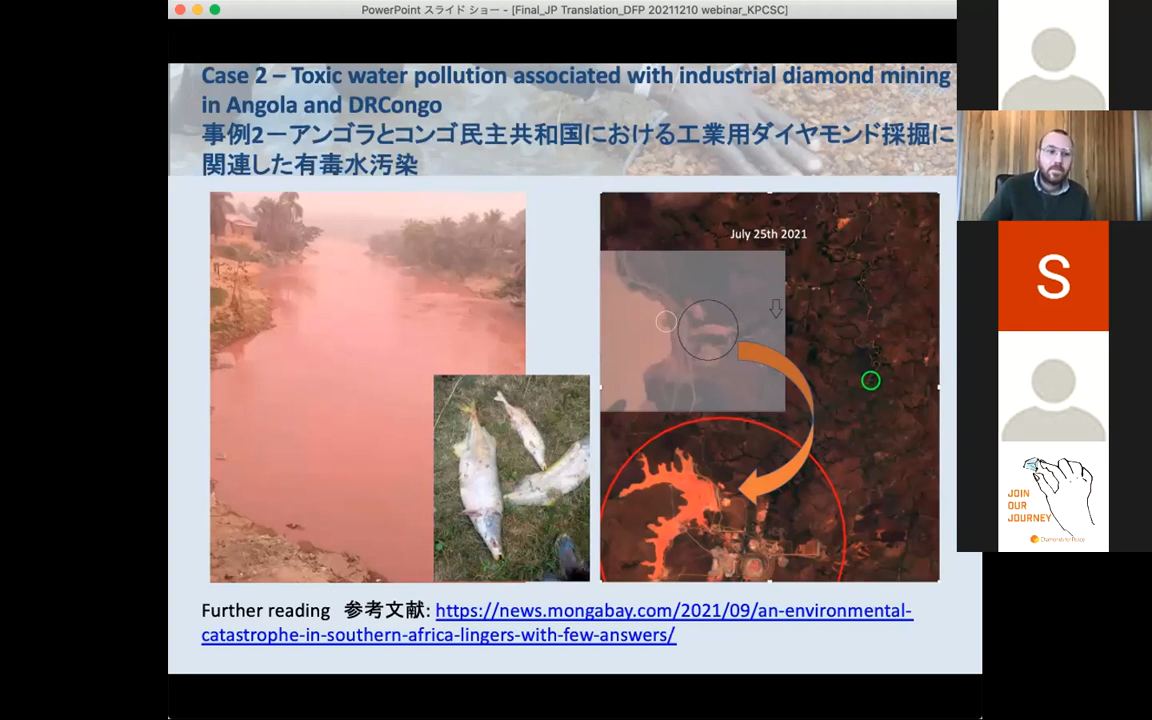 PowerPoint スライド ショー - [Final_JP Translation_DFP 20211210 webinar_KPCSC]
Case 2 – Toxic water pollution associated with industrial diamond mining
in Angola and DRCongo
事例2－アンゴラとコンゴ民主共和国における工業用ダイヤモンド採掘に
関連した有毒水汚染
July 25th 2021
Further reading 参考文献: https://news.mongabay.com/2021/09/an-environmental-
catastrophe-in-southern-africa-lingers-with-few-answers/
S
JOIN
OUR
JOURNEY
Diamonds for Peace